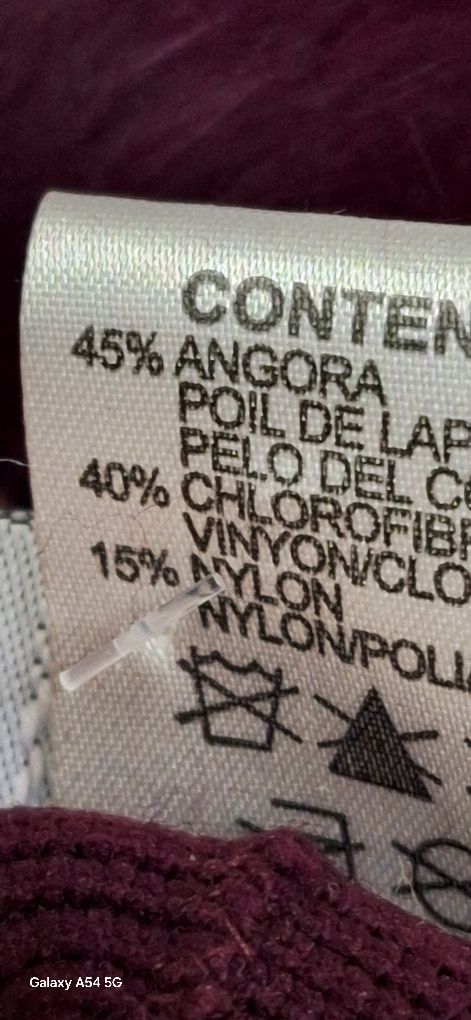 CONTEN
45% ANGORA
POIL DE LAP
PELO DEL C
40% CHLOROFIBR
VINYON/CLO
15% NYLON
NYLON/POLI
Galaxy A54 5G